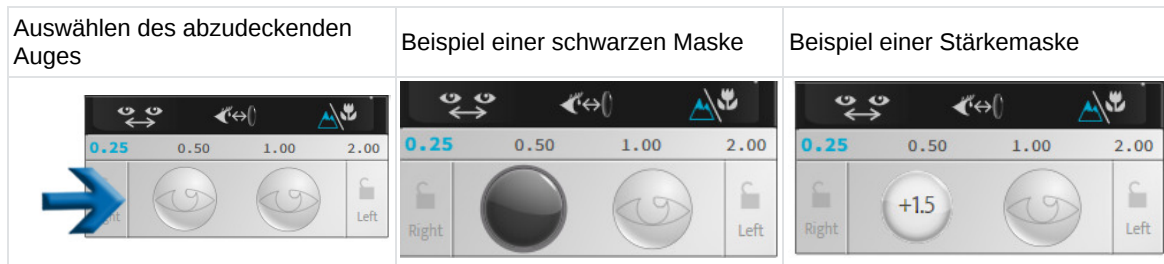 Auswählen des abzudeckenden
Auges
Beispiel einer schwarzen Maske
Beispiel einer Stärkemaske
0.25 0.50 1.00 2.00
ht Left
0.25 0.50 1.00 2.00
Right Left
0.25 0.50 1.00 2.00
+1.5
Right Left